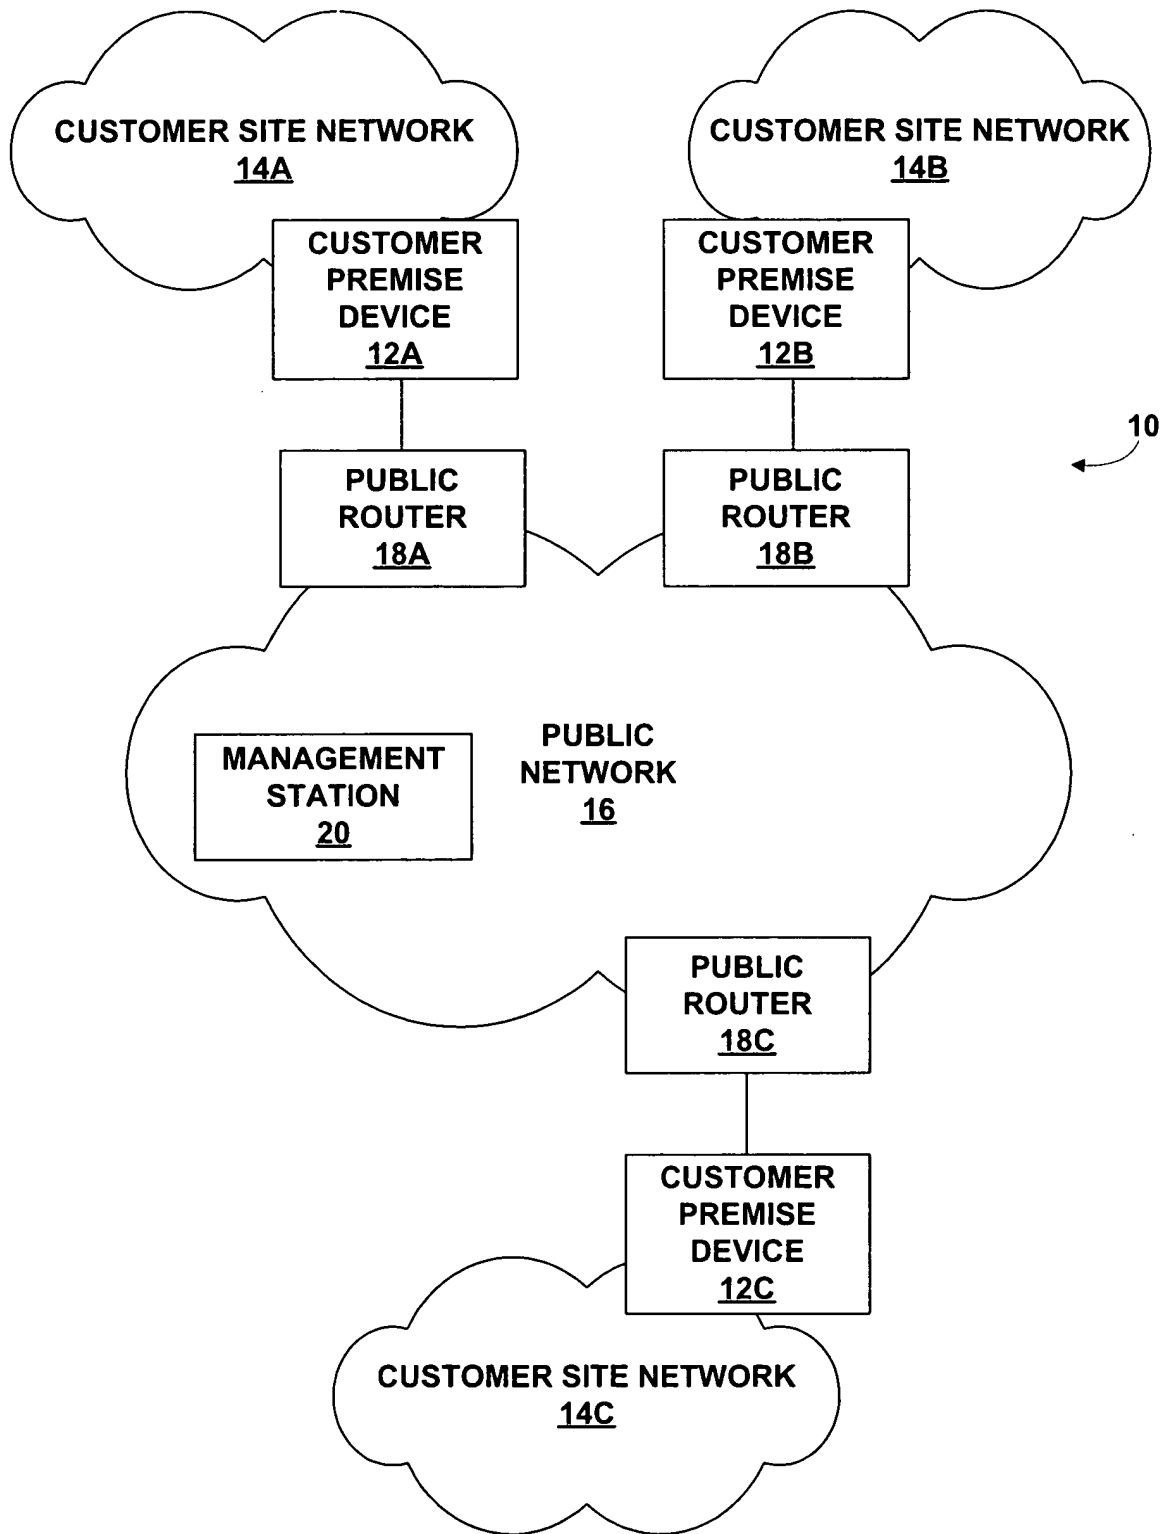 CUSTOMER SITE NETWORK
14A
CUSTOMER SITE NETWORK
14B
CUSTOMER
PREMISE
DEVICE
12A
CUSTOMER
PREMISE
DEVICE
12B
10
PUBLIC
ROUTER
18A
PUBLIC
ROUTER
18B
MANAGEMENT
STATION
20
PUBLIC
NETWORK
16
PUBLIC
ROUTER
18C
CUSTOMER
PREMISE
DEVICE
12C
CUSTOMER SITE NETWORK
14C